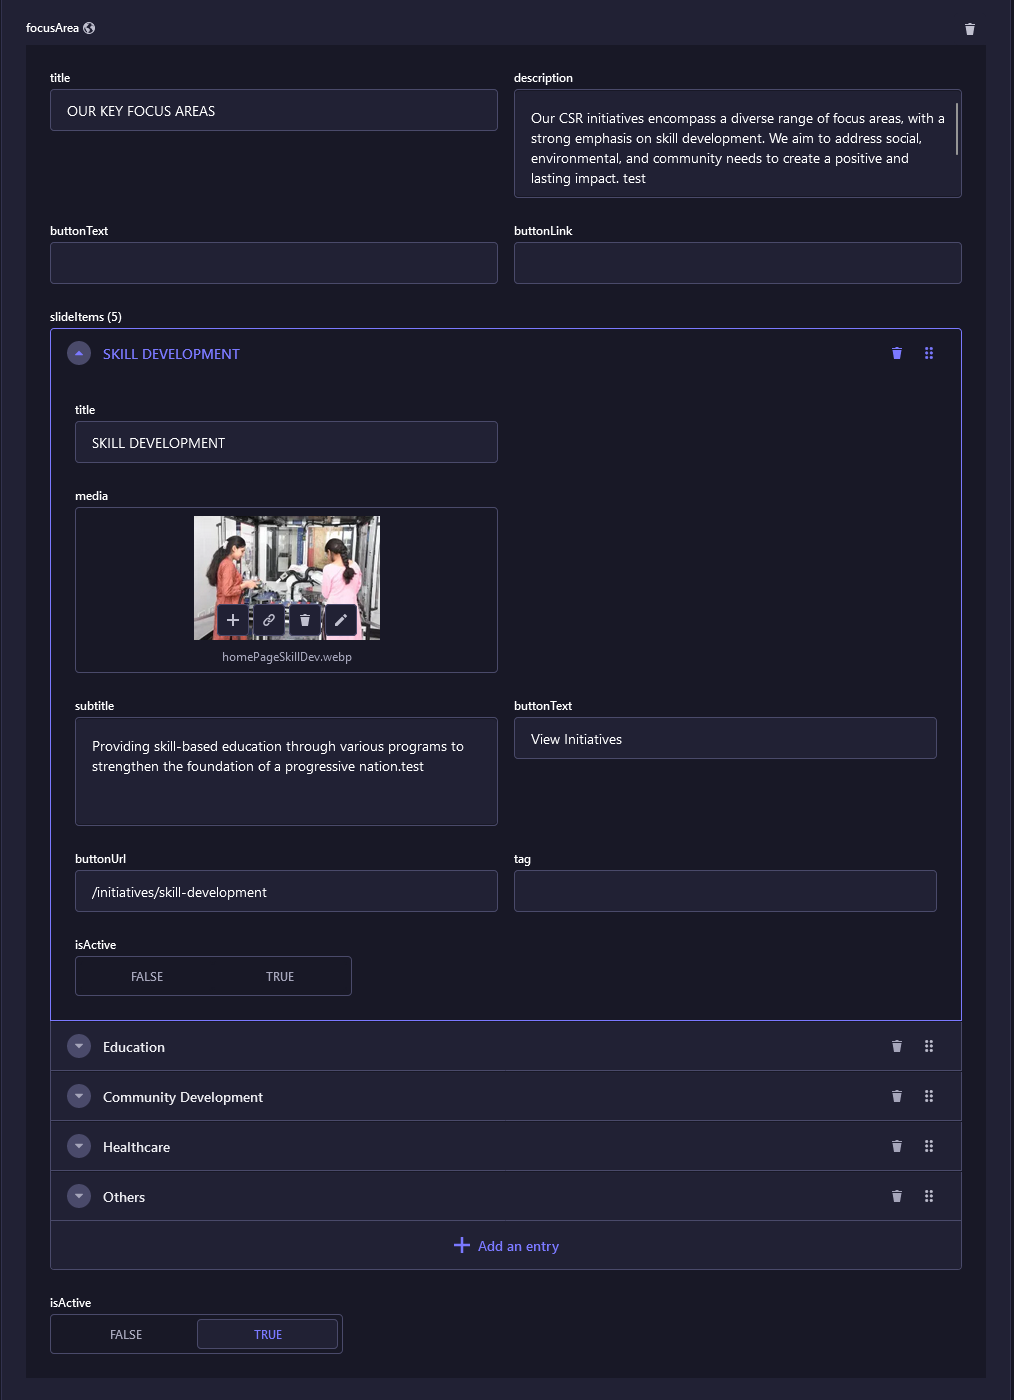 focusArea
title
description
OUR KEY FOCUS AREAS
Our CSR initiatives encompass a diverse range of focus areas, with a
strong emphasis on skill development. We aim to address social,
environmental, and community needs to create a positive and
lasting impact. test
buttonText
buttonLink
slideItems (5)
SKILL DEVELOPMENT
title
SKILL DEVELOPMENT
media
homePageSkillDev.webp
subtitle
buttonText
Providing skill-based education through various programs to
strengthen the foundation of a progressive nation.test
View Initiatives
buttonUrl
tag
/initiatives/skill-development
isActive
FALSE TRUE
Education
Community Development
Healthcare
Others
Add an entry
isActive
FALSE TRUE